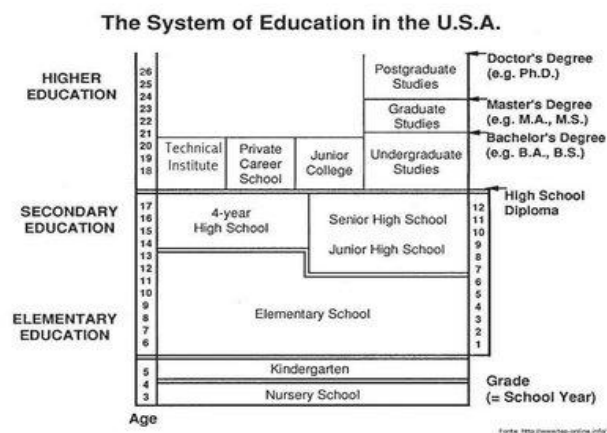 The System of Education in the U.S.A.
HIGHER
EDUCATION
26
25
24
23
22
21
20
19
18
Technical
Institute
Private
Career
School
Junior
College
Postgraduate
Studies
Graduate
Studies
Undergraduate
Studies
Doctor's Degree
(e.g. Ph.D.)
Master's Degree
(e.g. M.A., M.S.)
Bachelor's Degree
(e.g. B.A., B.S.)
High School
Diploma
SECONDARY
EDUCATION
17
16
15
14
13
12
11
10
9
8
7
6
4-year
High School
Senior High School
Junior High School
12
11
10
9
8
7
6
5
4
3
2
1
ELEMENTARY
EDUCATION
Elementary School
5
4
3
Kindergarten
Nursery School
Grade
(= School Year)
Age